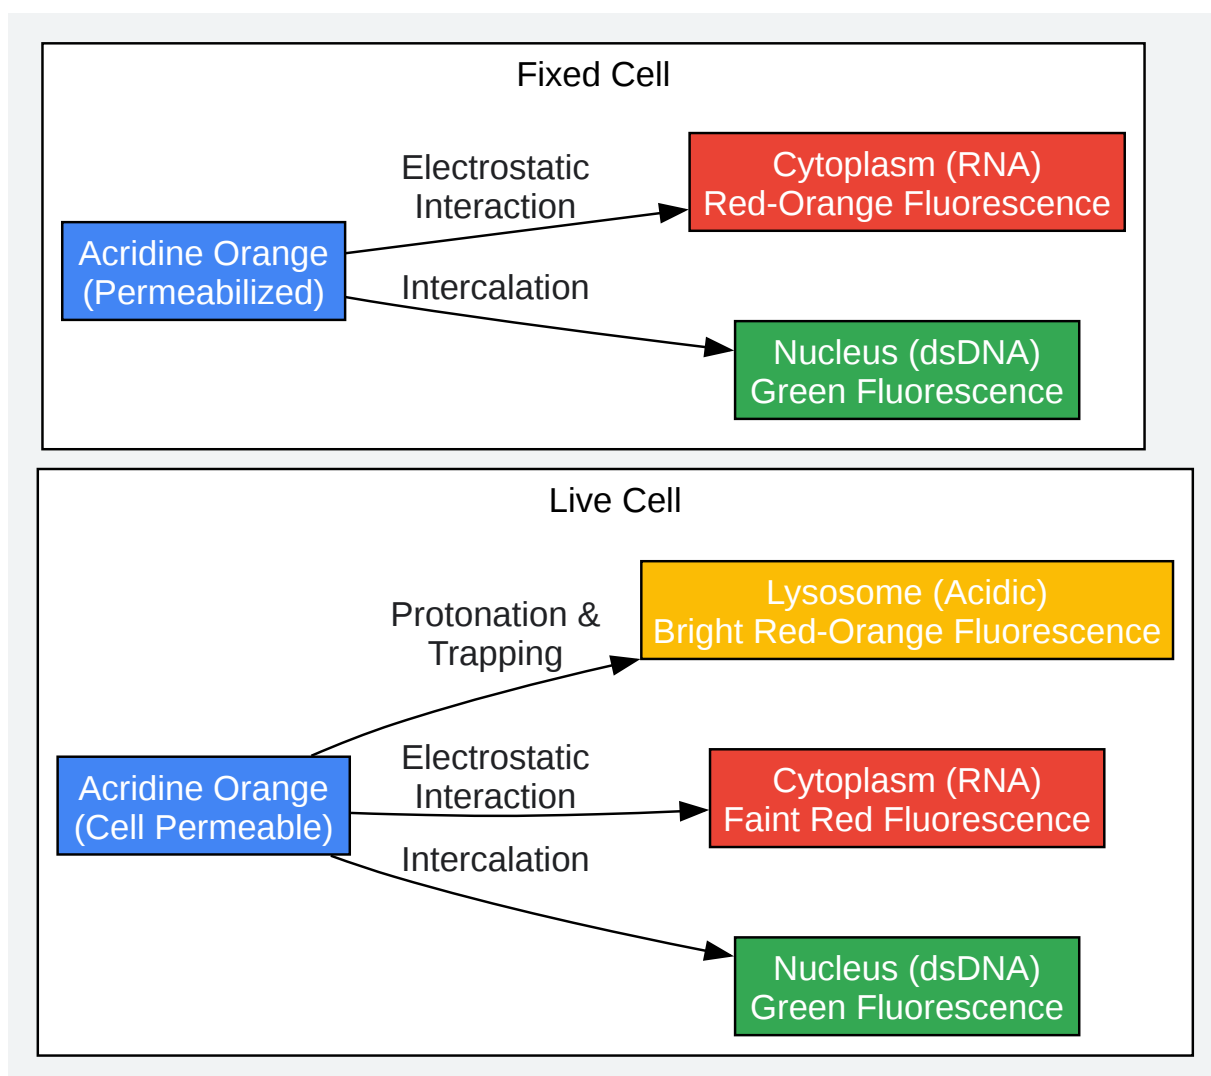 Fixed Cell
Electrostatic
Interaction
Cytoplasm (RNA)
Red-Orange Fluorescence
Acridine Orange
(Permeabilized)
Intercalation
Nucleus (dsDNA)
Green Fluorescence
Live Cell
Protonation &
Trapping
Lysosome (Acidic)
Bright Red-Orange Fluorescence
Acridine Orange
(Cell Permeable)
Electrostatic
Interaction
Cytoplasm (RNA)
Faint Red Fluorescence
Intercalation
Nucleus (dsDNA)
Green Fluorescence